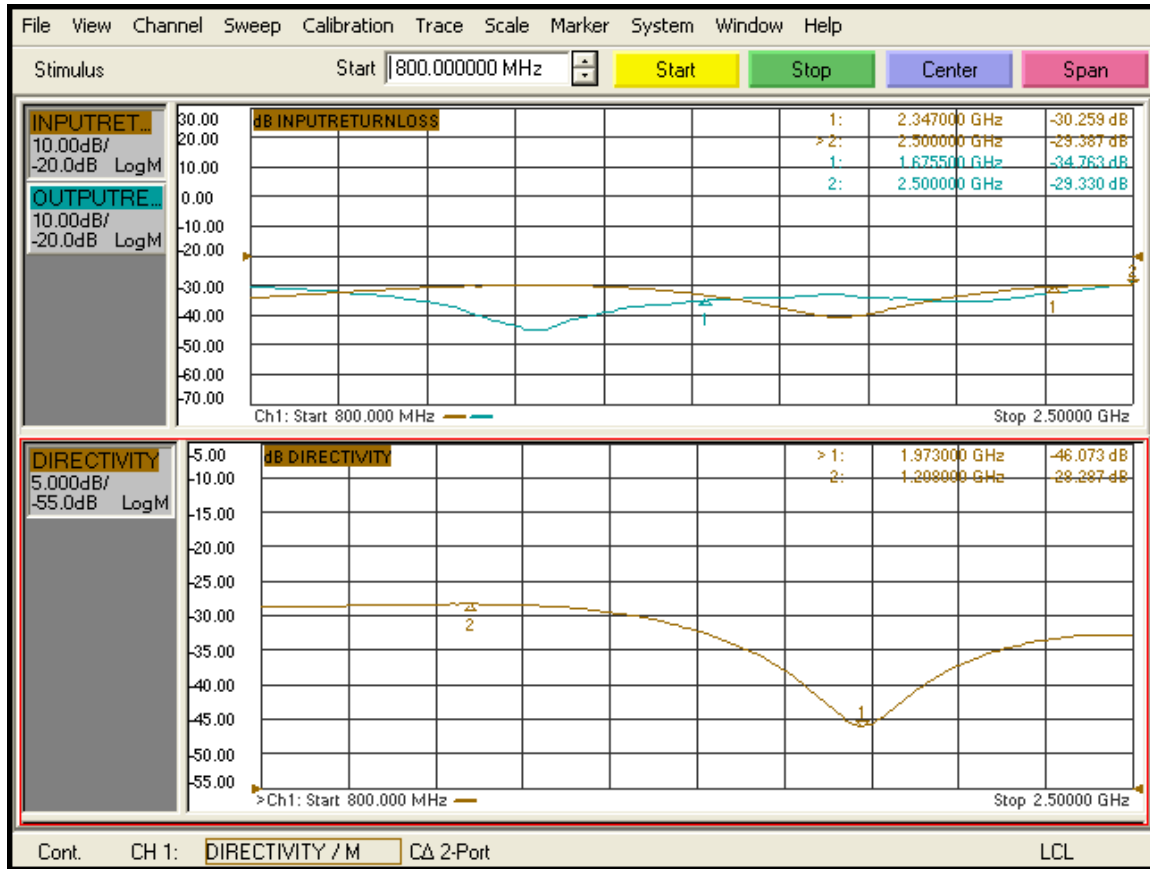 File View Channel Sweep Calibration Trace Scale Marker System Window Help
Stimulus Start 800.000000 MHz Start Stop Center Span
INPUTRET...
10.00dB/
-20.0dB LogM
OUTPUTRE...
10.00dB/
-20.0dB LogM
30.00
20.00
10.00
0.00
-10.00
-20.00
-30.00
-40.00
-50.00
-60.00
-70.00
dB INPUTRETURNLOSS
1: 2.347000 GHz -30.259 dB
>2: 2.500000 GHz -29.387 dB
1: 1.675500 GHz -34.763 dB
2: 2.500000 GHz -29.330 dB
1
1
2
Ch1: Start 800.000 MHz Stop 2.50000 GHz
DIRECTIVITY
5.000dB/
-55.0dB LogM
-5.00
-10.00
-15.00
-20.00
-25.00
-30.00
-35.00
-40.00
-45.00
-50.00
-55.00
dB DIRECTIVITY
>1: 1.973000 GHz -46.073 dB
2: 1.208000 GHz -28.287 dB
2
1
>Ch1: Start 800.000 MHz Stop 2.50000 GHz
Cont. CH 1: DIRECTIVITY / M CΔ 2-Port LCL